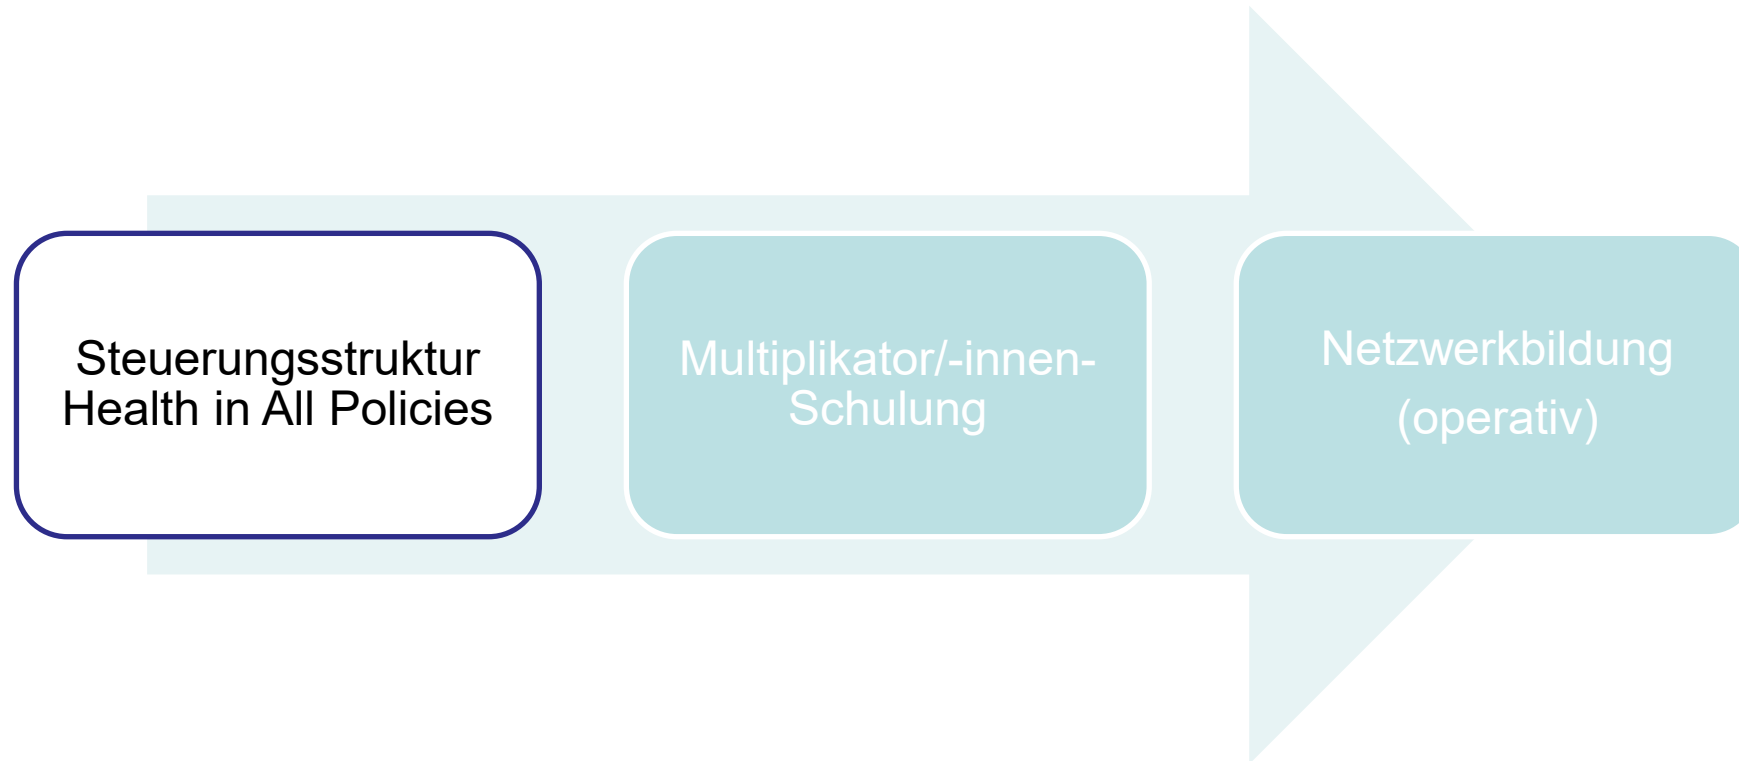 Steuerungsstruktur
Health in All Policies
Multiplikator/-innen-
Schulung
Netzwerkbildung
(operativ)